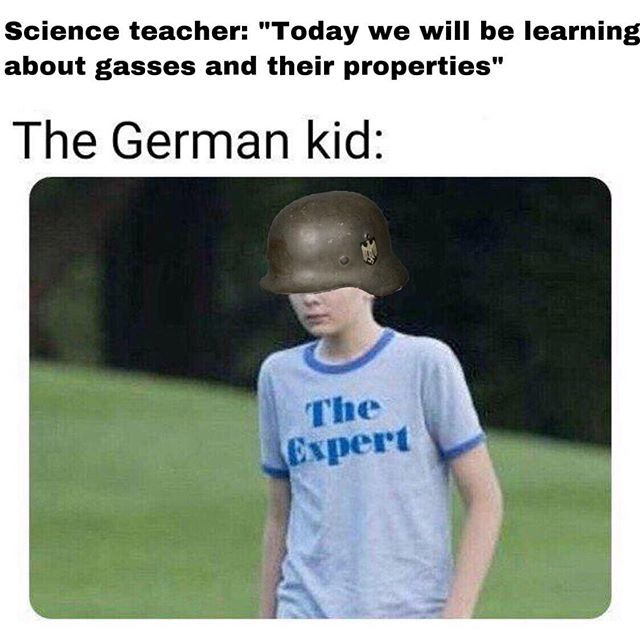 Science teacher: "Today we will be learning
about gasses and their properties"
The German kid:
The
Expert